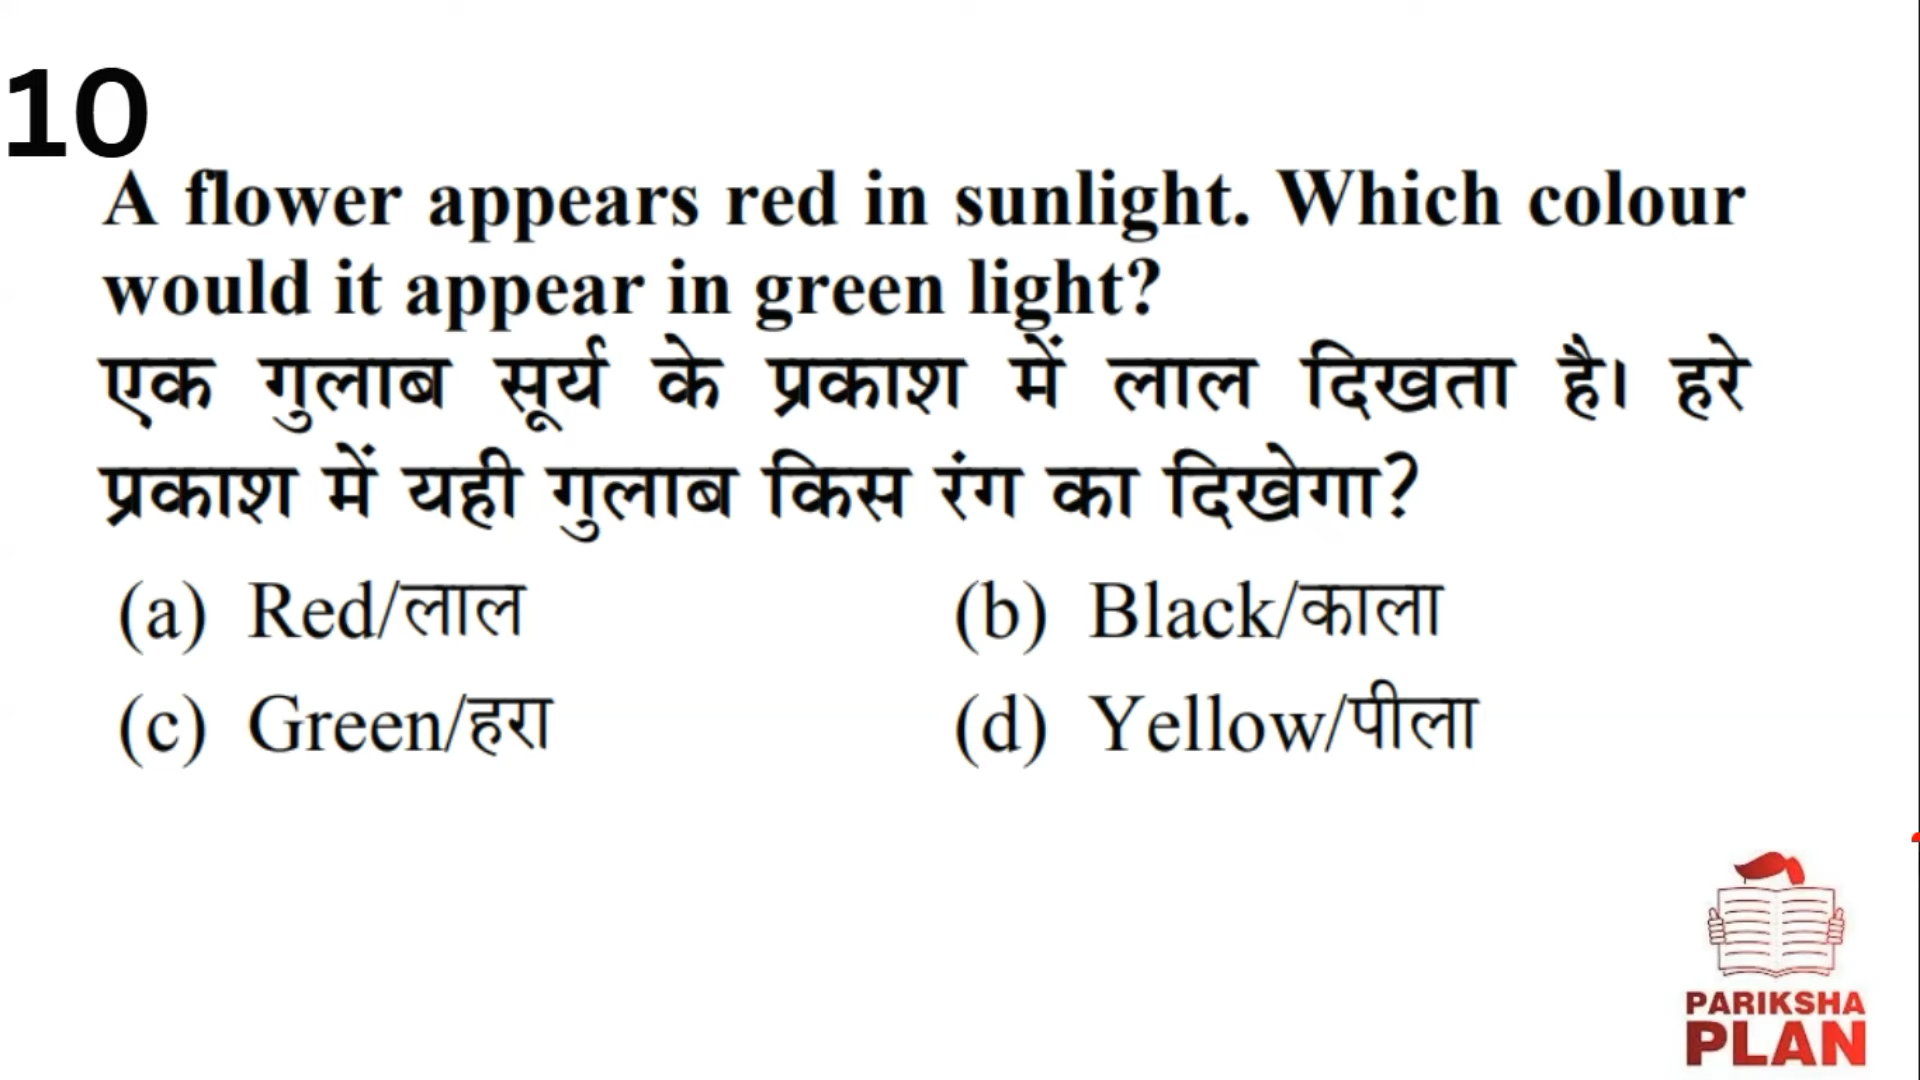 10
A flower appears red in sunlight. Which colour
would it appear in green light?
एक गुलाब सूर्य के प्रकाश में लाल दिखता है। हरे
प्रकाश में यही गुलाब किस रंग का दिखेगा?
(a) Red/लाल (b) Black/काला
(c) Green/हरा (d) Yellow/पीला
PARIKSHA
PLAN